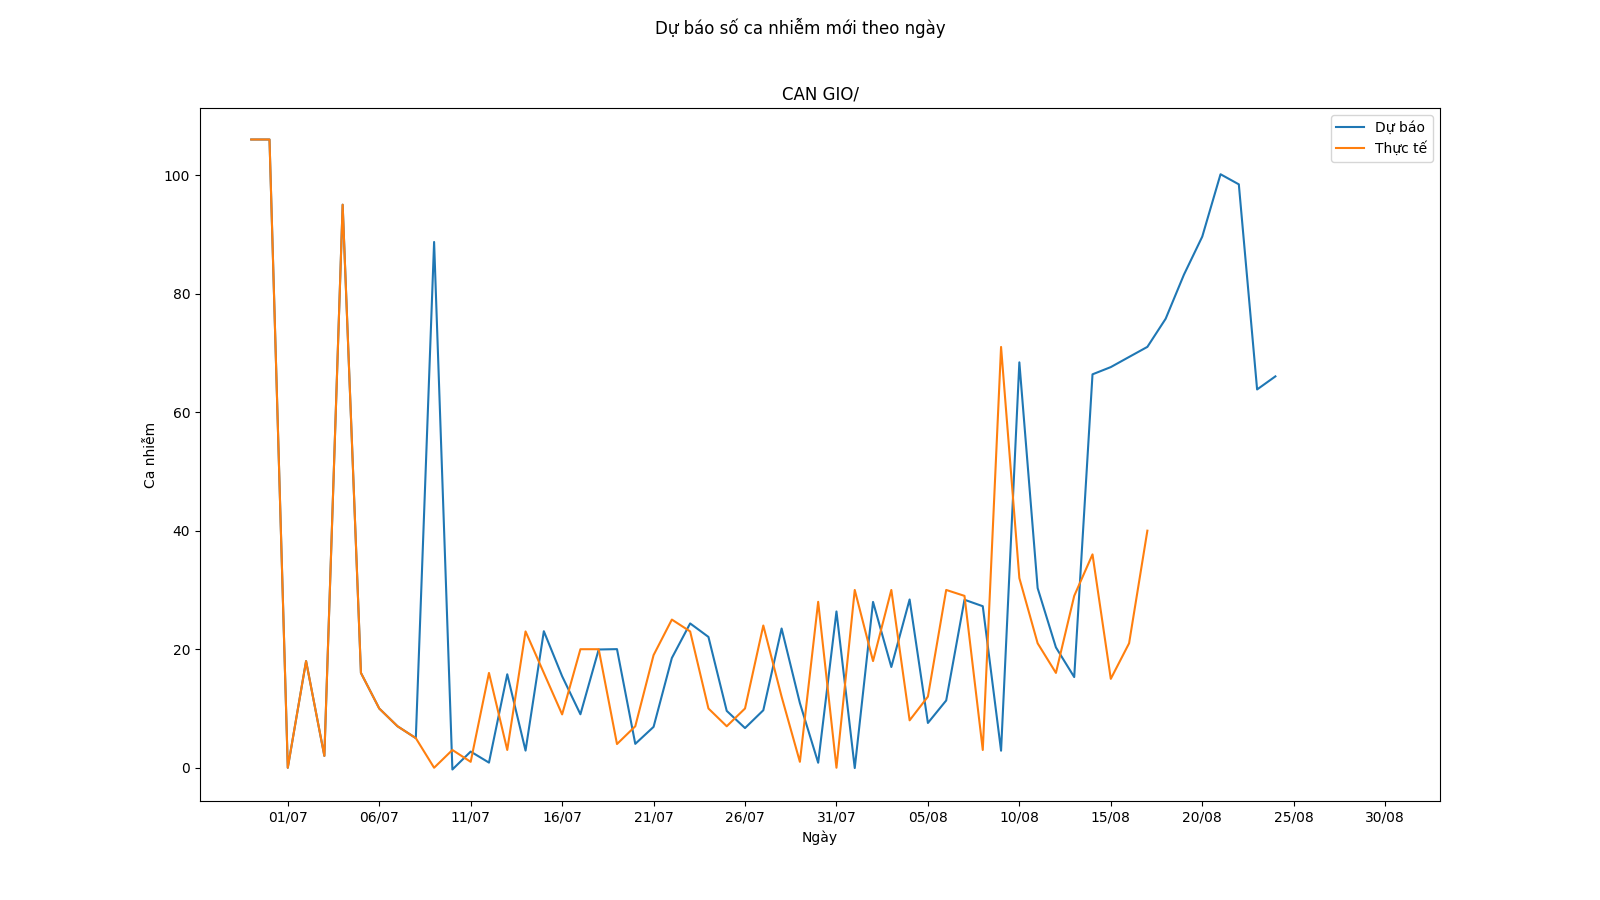 Dự báo số ca nhiễm mới theo ngày
CAN GIO/
Dự báo
Thực tế
100
80
60
40
20
0
Ca nhiễm
01/07 06/07 11/07 16/07 21/07 26/07 31/07 05/08 10/08 15/08 20/08 25/08 30/08
Ngày